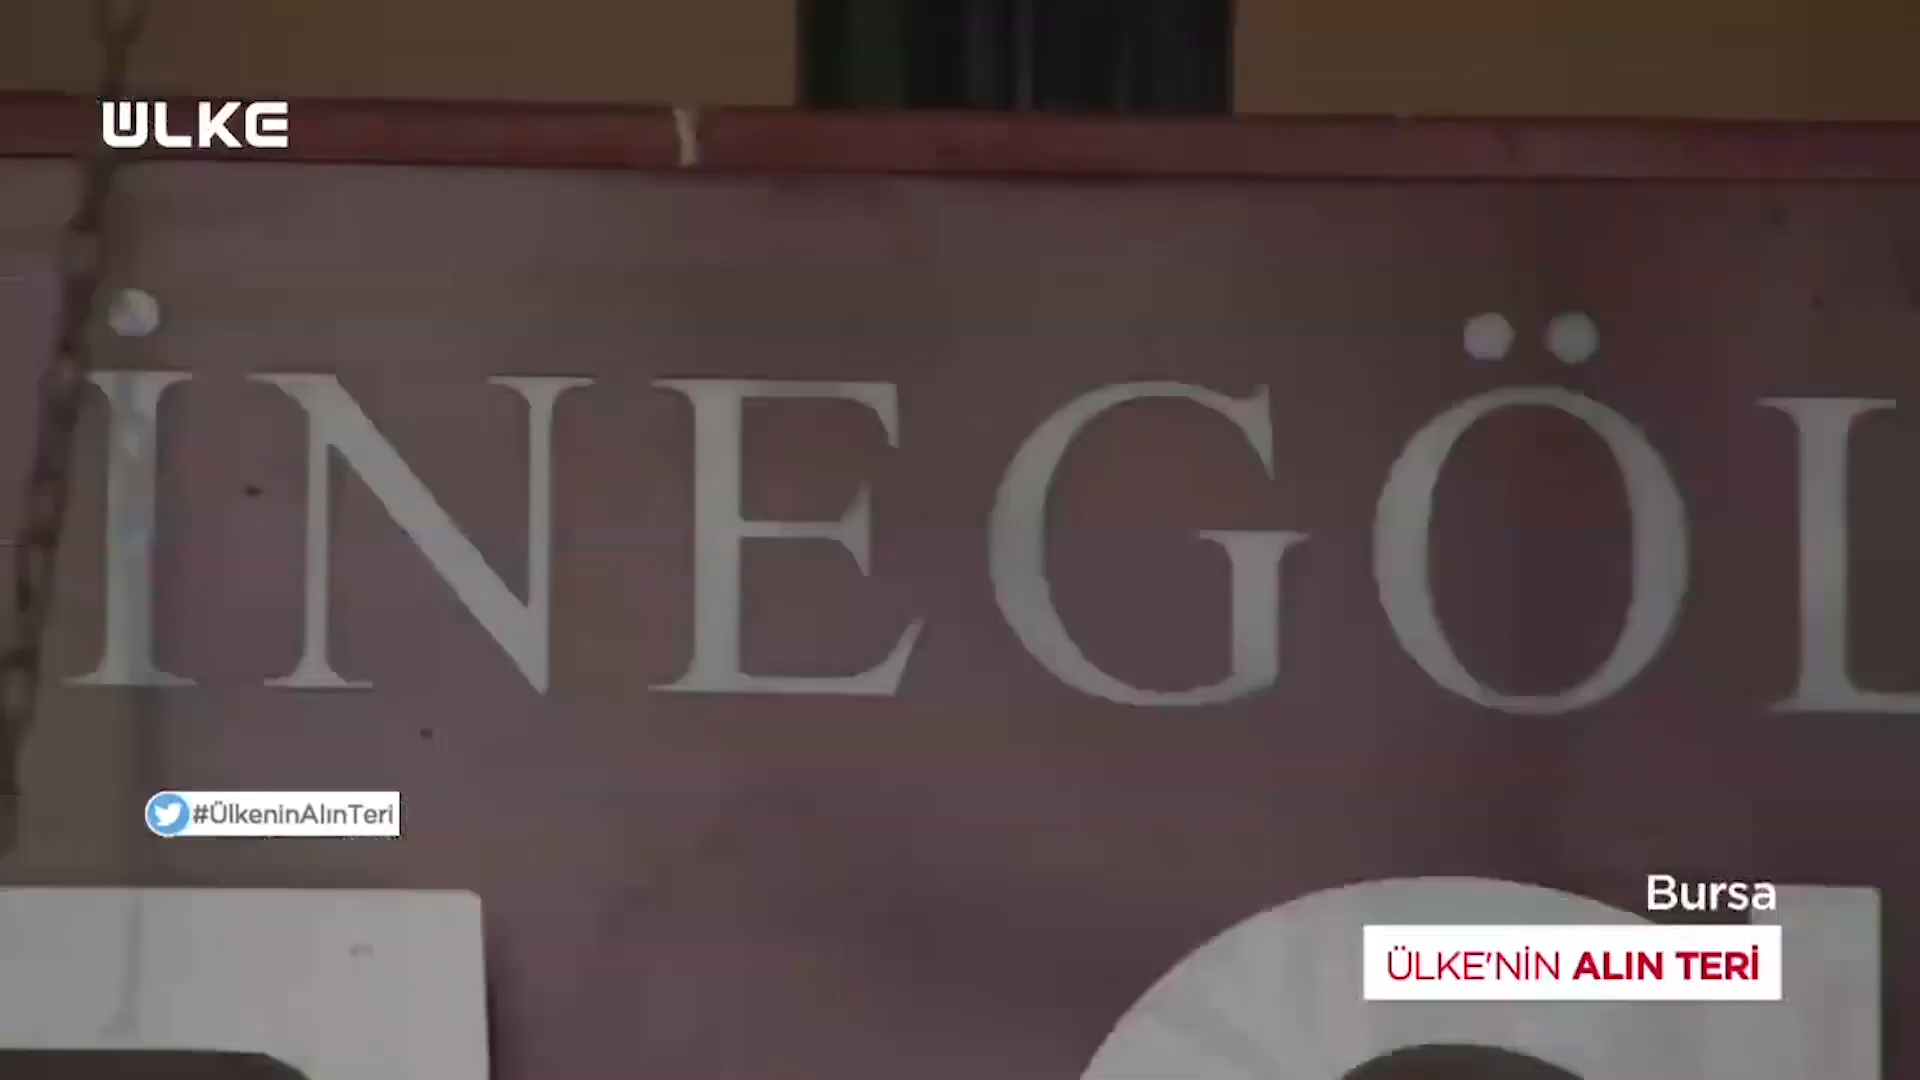 ÜLKE
İNEGÖL
#ÜlkeninAlınTeri
Bursa
ÜLKE'NİN ALIN TERİ